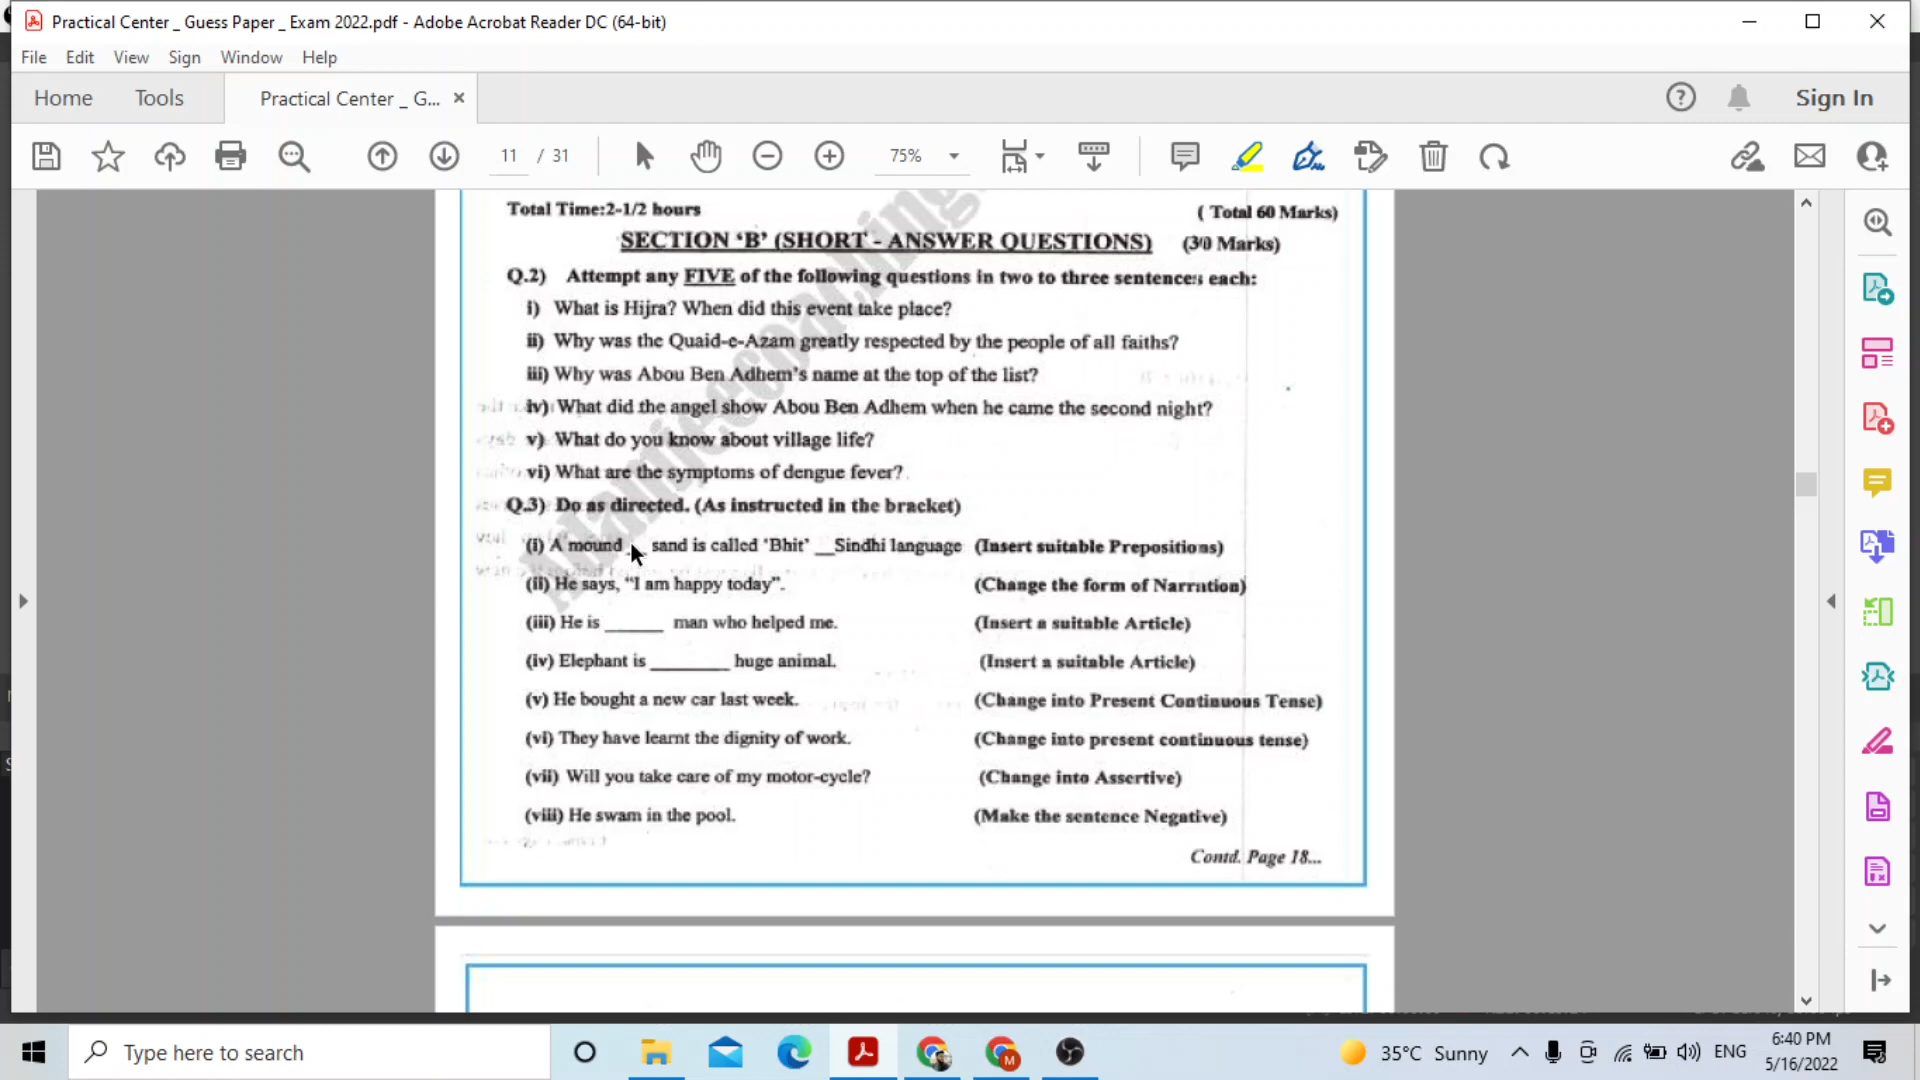 Practical Center _ Guess Paper _ Exam 2022.pdf - Adobe Acrobat Reader DC (64-bit)
File Edit View Sign Window Help
Home Tools Practical Center _ G... Sign In
11 / 31 75%
Total Time:2-1/2 hours ( Total 60 Marks)
SECTION 'B' (SHORT - ANSWER QUESTIONS) (30 Marks)
Q.2) Attempt any FIVE of the following questions in two to three sentences each:
i) What is Hijra? When did this event take place?
ii) Why was the Quaid-e-Azam greatly respected by the people of all faiths?
iii) Why was Abou Ben Adhem's name at the top of the list?
iv) What did the angel show Abou Ben Adhem when he came the second night?
v) What do you know about village life?
vi) What are the symptoms of dengue fever?
Q.3) Do as directed. (As instructed in the bracket)
(i) A mound __ sand is called 'Bhit' __Sindhi language (Insert suitable Prepositions)
(ii) He says, "I am happy today". (Change the form of Narration)
(iii) He is ______ man who helped me. (Insert a suitable Article)
(iv) Elephant is ________ huge animal. (Insert a suitable Article)
(v) He bought a new car last week. (Change into Present Continuous Tense)
(vi) They have learnt the dignity of work. (Change into present continuous tense)
(vii) Will you take care of my motor-cycle? (Change into Assertive)
(viii) He swam in the pool. (Make the sentence Negative)
Contd. Page 18...
Type here to search
35°C Sunny ENG 6:40 PM
5/16/2022